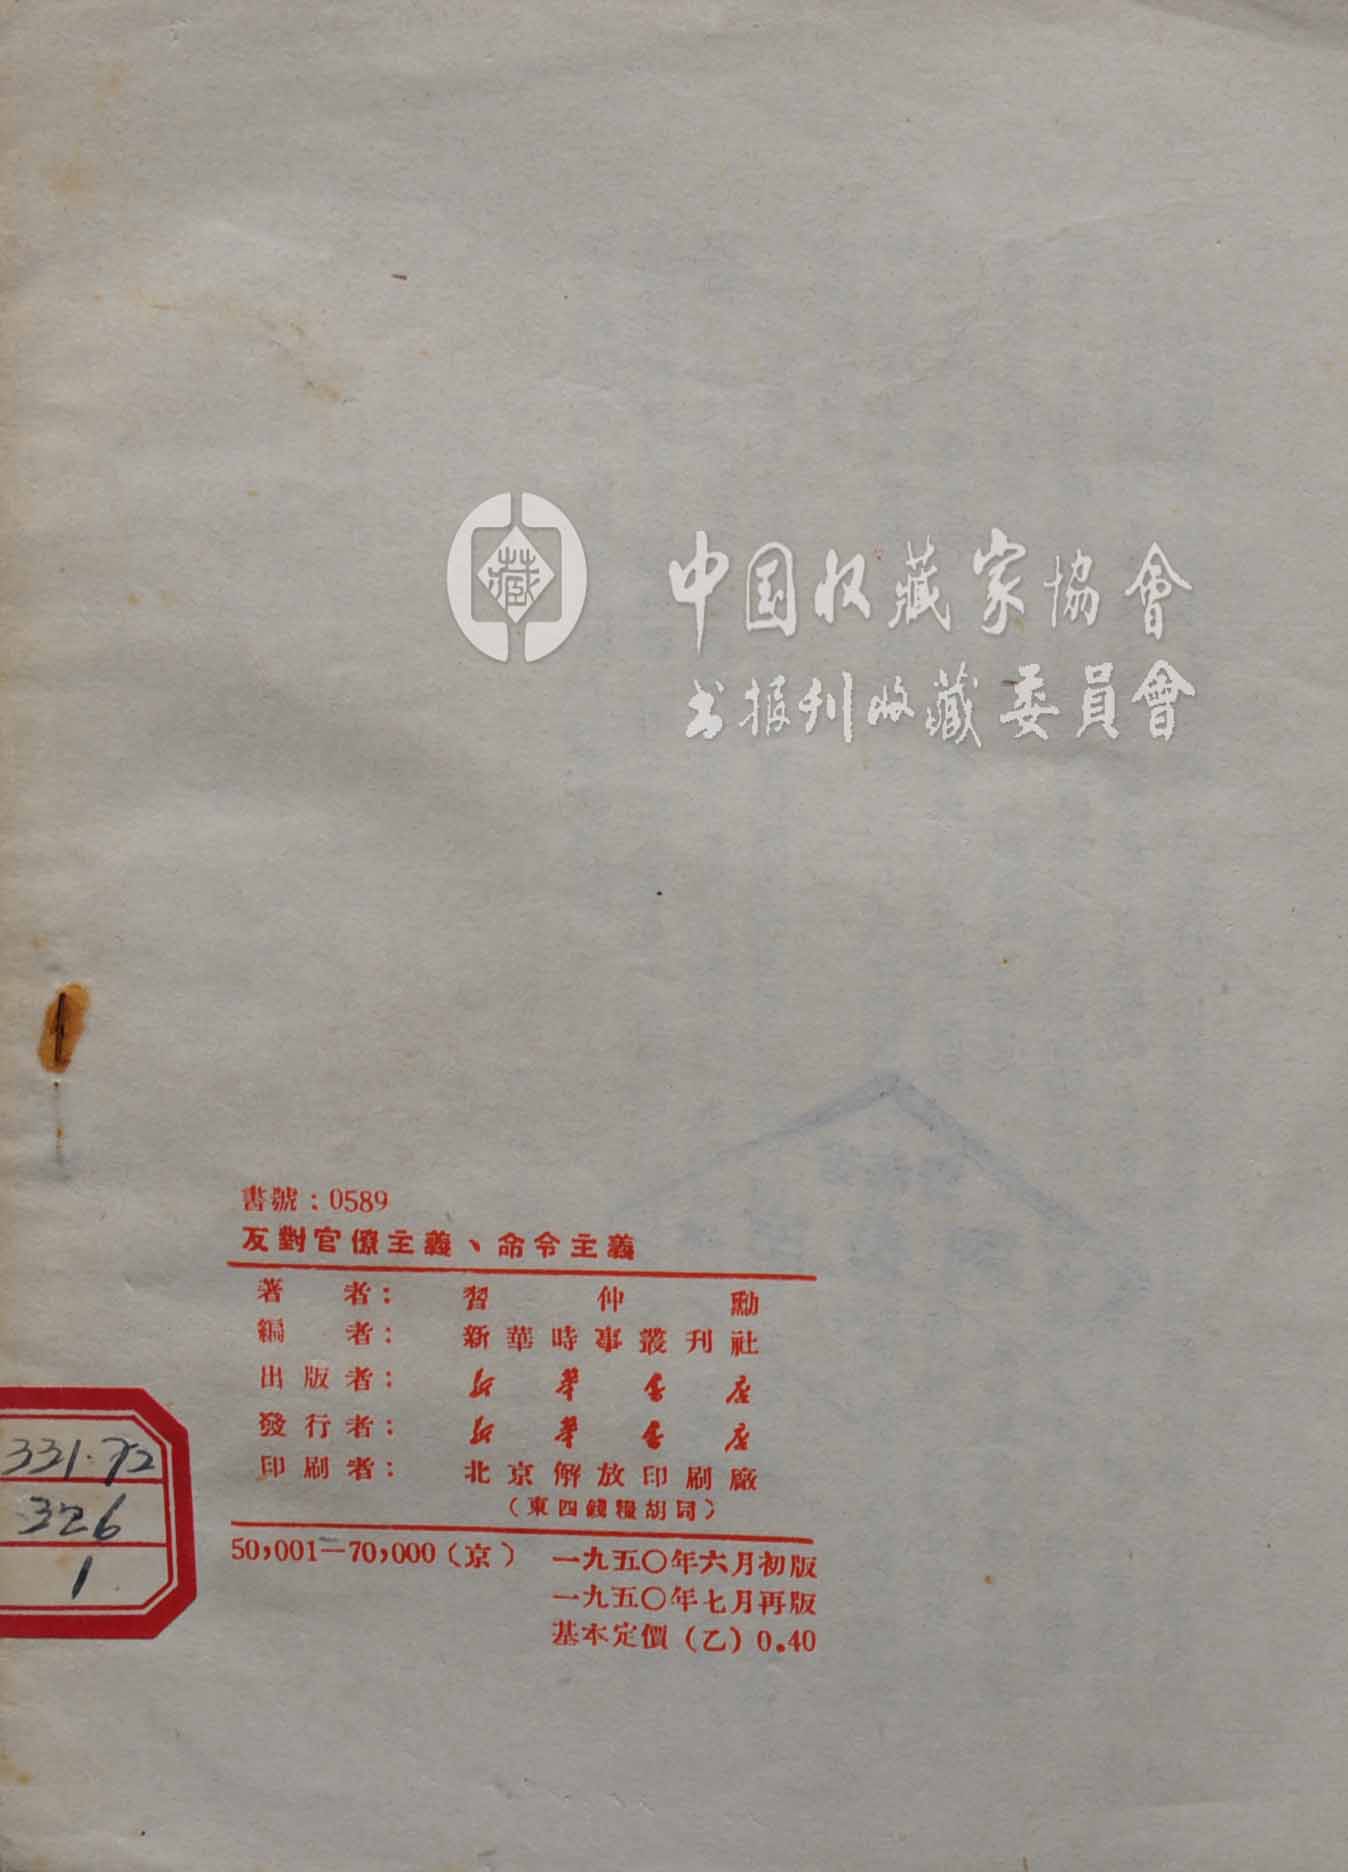 藏
中国收藏家協會
书报刊收藏委員會
書號：0589
反對官僚主義、命令主義
著者：習仲勳
編者：新華時事叢刊社
出版者：新華書店
發行者：新華書店
印刷者：北京解放印刷廠
（東四錢糧胡同）
50,001—70,000（京） 一九五〇年六月初版
一九五〇年七月再版
基本定價（乙）0.40
331.72
326
1